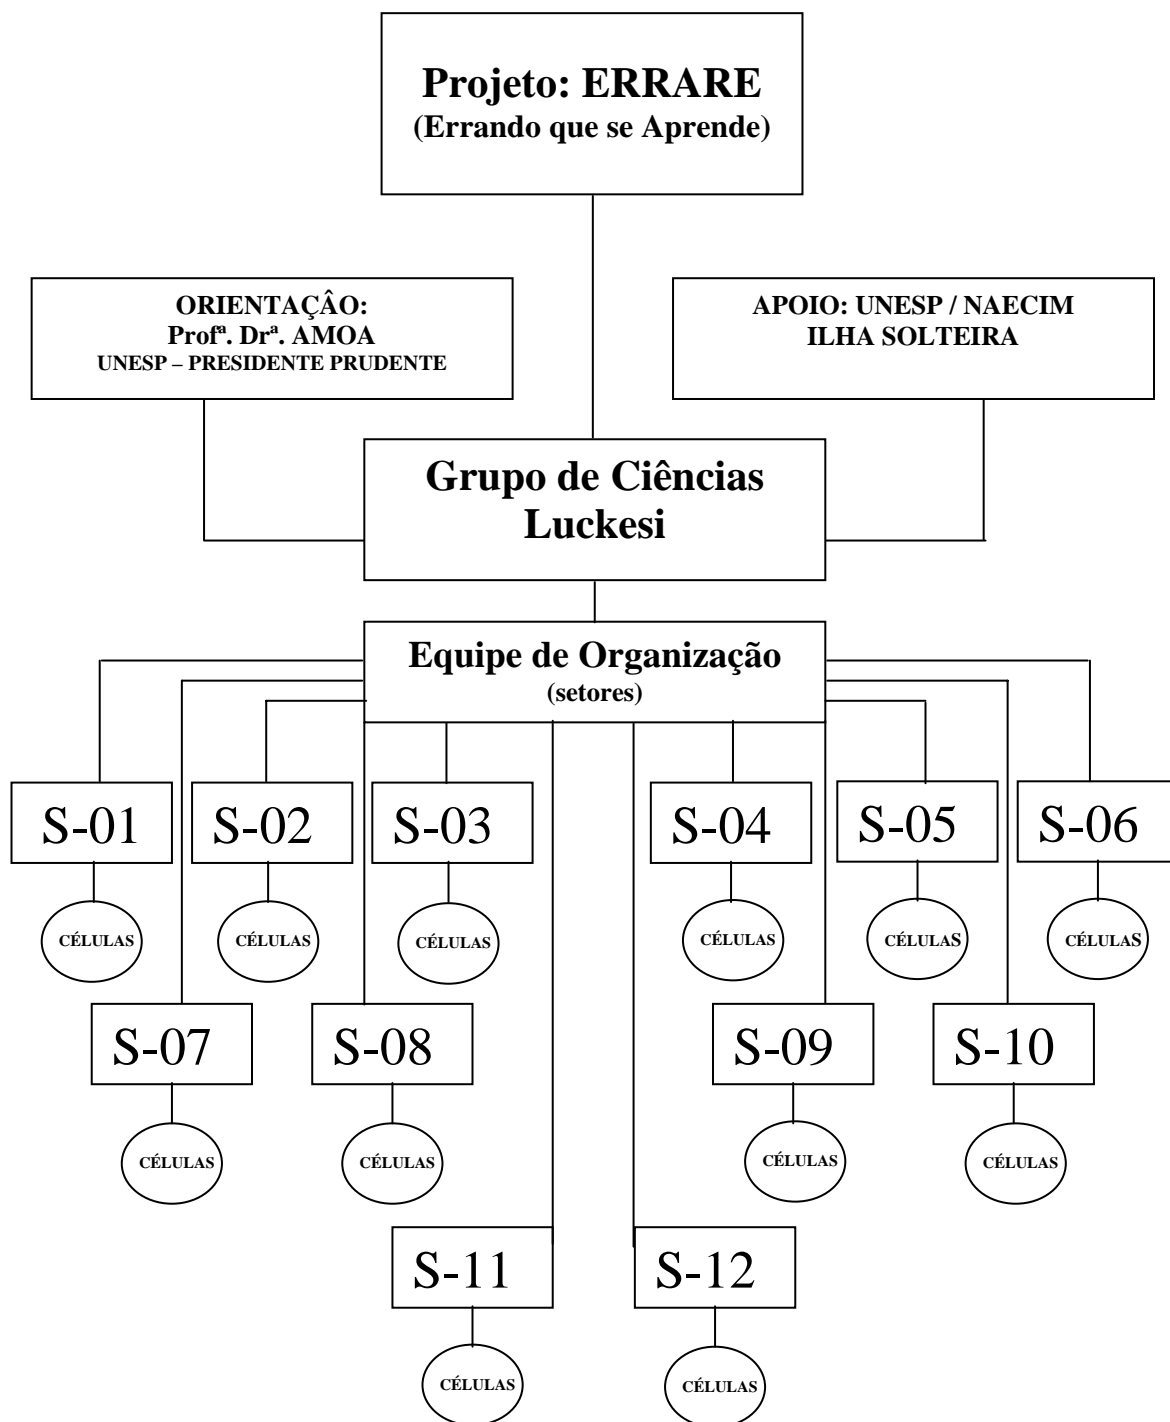 Projeto: ERRARE
(Errando que se Aprende)
ORIENTAÇÂO:
Profª. Drª. AMOA
UNESP – PRESIDENTE PRUDENTE
APOIO: UNESP / NAECIM
ILHA SOLTEIRA
Grupo de Ciências
Luckesi
Equipe de Organização
(setores)
S-01
S-02
S-03
S-04
S-05
S-06
CÉLULAS
CÉLULAS
CÉLULAS
CÉLULAS
CÉLULAS
CÉLULAS
S-07
S-08
S-09
S-10
CÉLULAS
CÉLULAS
CÉLULAS
CÉLULAS
S-11
S-12
CÉLULAS
CÉLULAS